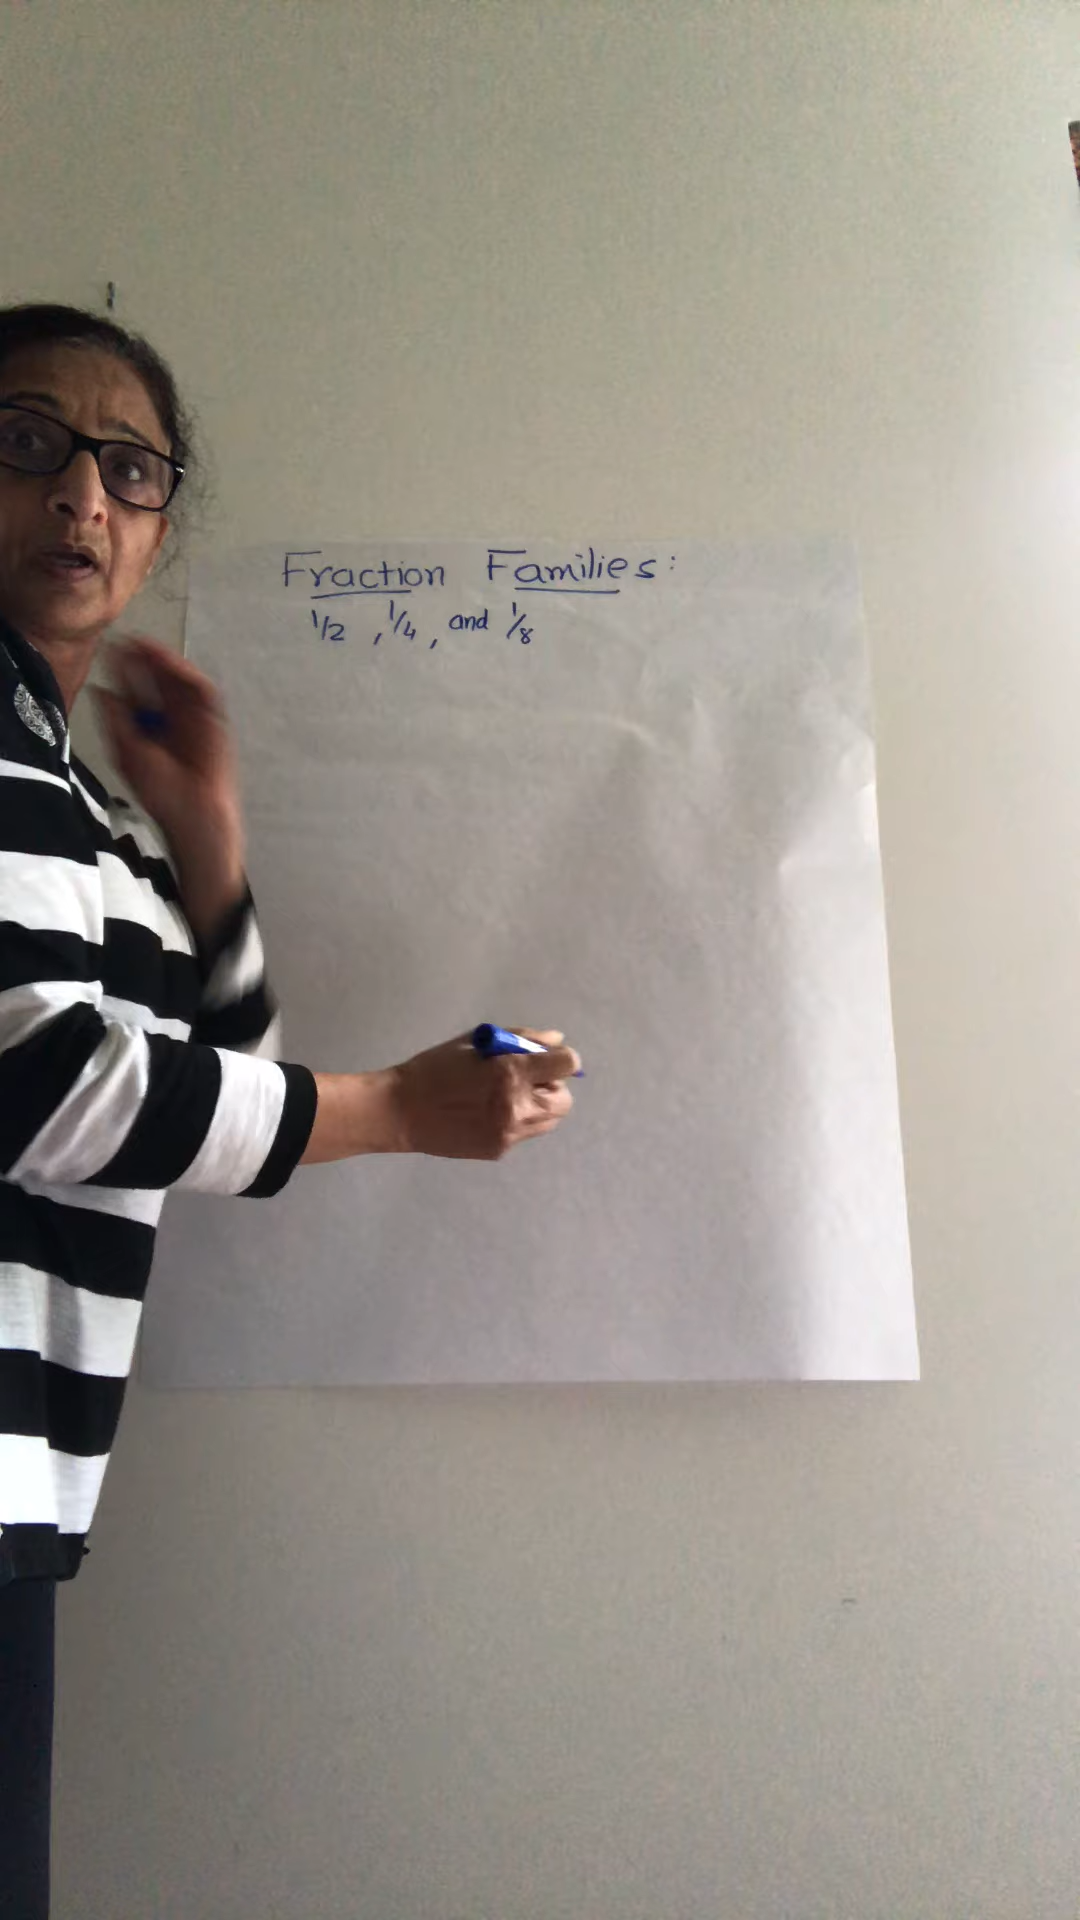 Fraction Families:
1/2 , 1/4, and 1/8